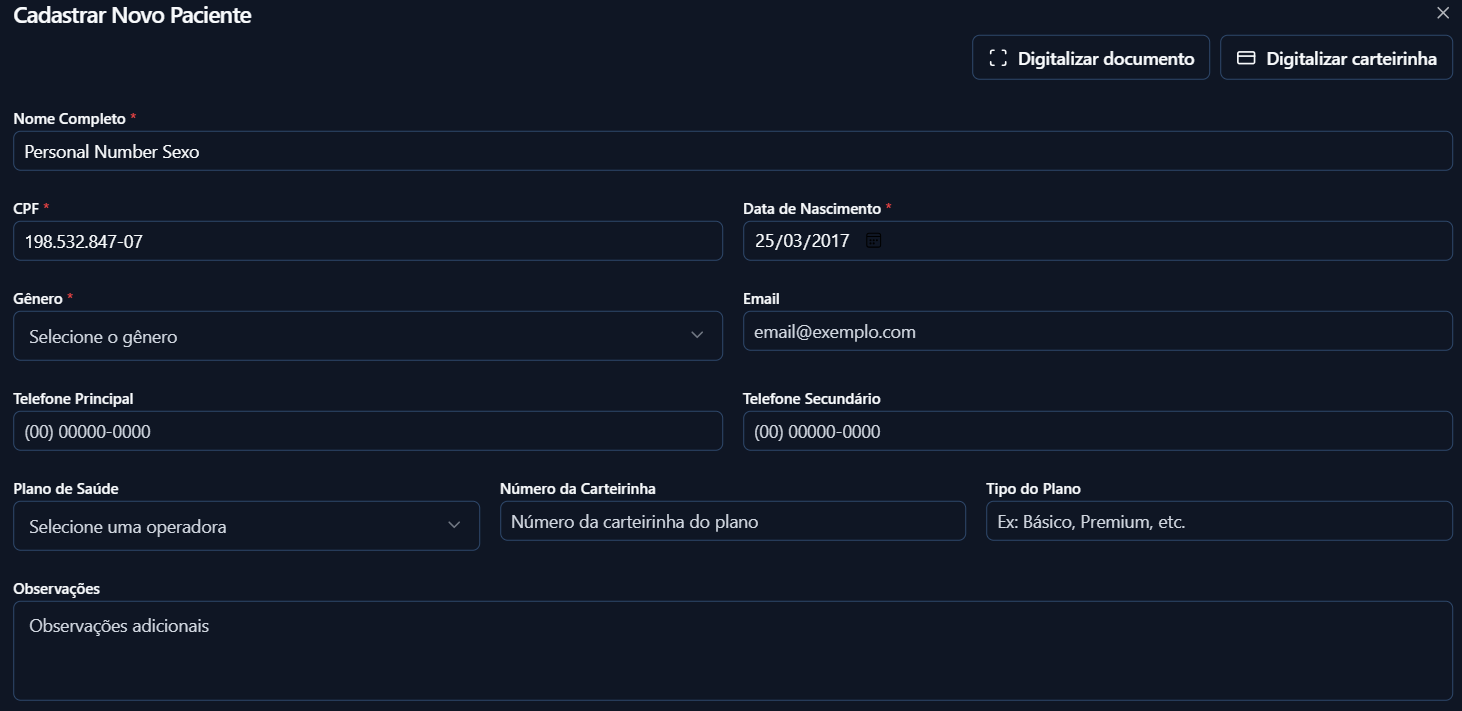 Cadastrar Novo Paciente
Digitalizar documento
Digitalizar carteirinha
Nome Completo *
Personal Number Sexo
CPF *
Data de Nascimento *
198.532.847-07
25/03/2017
Gênero *
Email
Selecione o gênero
email@exemplo.com
Telefone Principal
Telefone Secundário
(00) 00000-0000
(00) 00000-0000
Plano de Saúde
Número da Carteirinha
Tipo do Plano
Selecione uma operadora
Número da carteirinha do plano
Ex: Básico, Premium, etc.
Observações
Observações adicionais